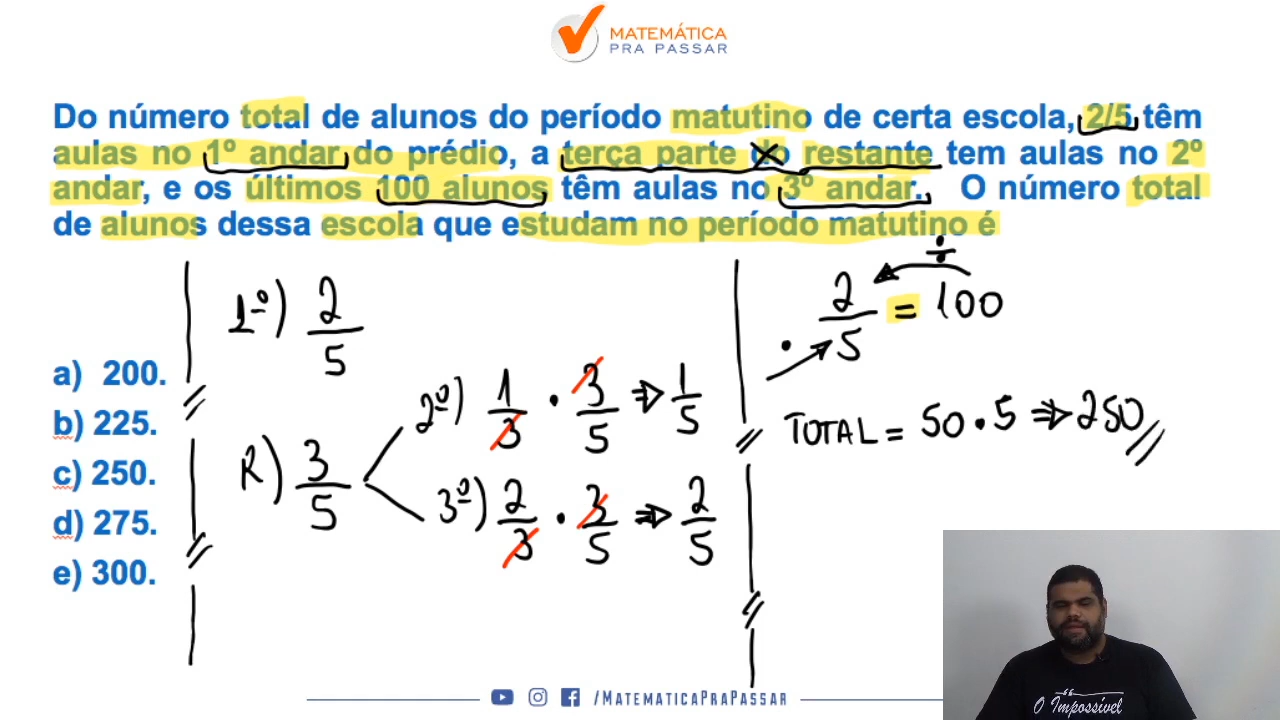 MATEMÁTICA
PRA PASSAR
Do número total de alunos do período matutino de certa escola, 2/5 têm
aulas no 1º andar do prédio, a terça parte do restante tem aulas no 2º
andar, e os últimos 100 alunos têm aulas no 3º andar. O número total
de alunos dessa escola que estudam no período matutino é
a) 200.
b) 225.
c) 250.
d) 275.
e) 300.
1º) 2/5
R) 3/5
2º) 1/3 · 3/5 ⇒ 1/5
3º) 2/3 · 3/5 ⇒ 2/5
÷
· 2/5 = 100
TOTAL = 50 · 5 ⇒ 250
/MatematicaPraPassar
O Impossível